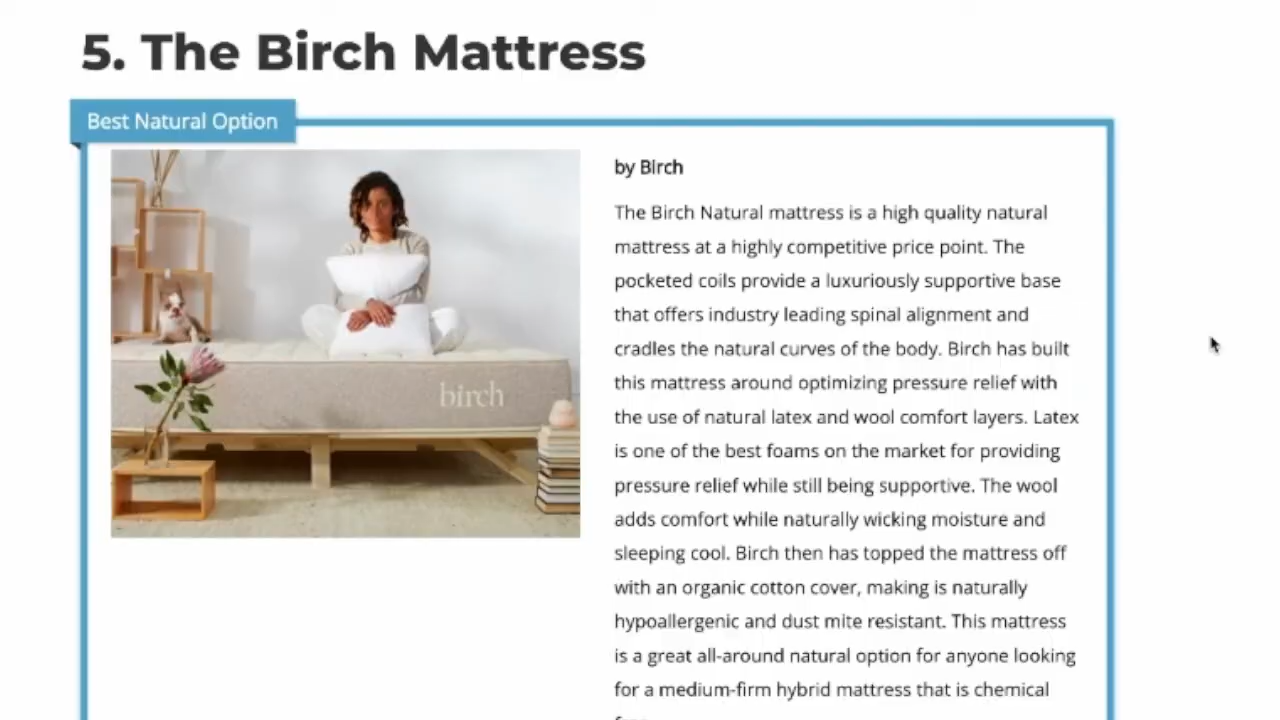 5. The Birch Mattress
Best Natural Option
birch
by Birch
The Birch Natural mattress is a high quality natural
mattress at a highly competitive price point. The
pocketed coils provide a luxuriously supportive base
that offers industry leading spinal alignment and
cradles the natural curves of the body. Birch has built
this mattress around optimizing pressure relief with
the use of natural latex and wool comfort layers. Latex
is one of the best foams on the market for providing
pressure relief while still being supportive. The wool
adds comfort while naturally wicking moisture and
sleeping cool. Birch then has topped the mattress off
with an organic cotton cover, making is naturally
hypoallergenic and dust mite resistant. This mattress
is a great all-around natural option for anyone looking
for a medium-firm hybrid mattress that is chemical